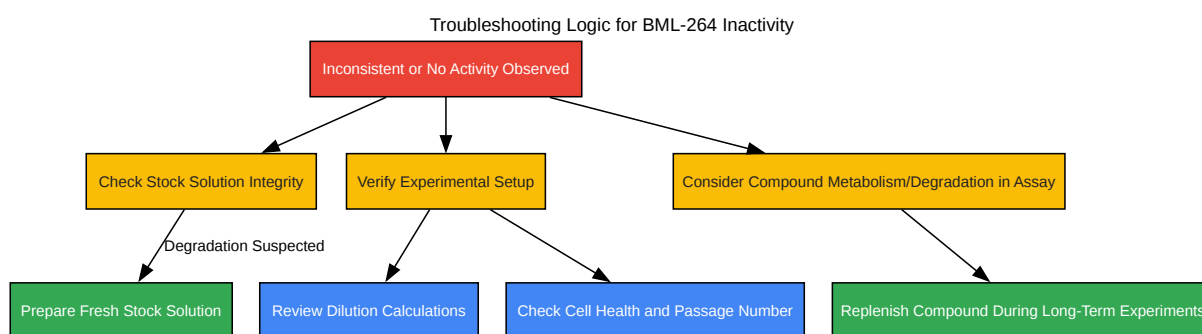 Troubleshooting Logic for BML-264 Inactivity
Inconsistent or No Activity Observed
Check Stock Solution Integrity
Verify Experimental Setup
Consider Compound Metabolism/Degradation in Assay
Degradation Suspected
Prepare Fresh Stock Solution
Review Dilution Calculations
Check Cell Health and Passage Number
Replenish Compound During Long-Term Experiments